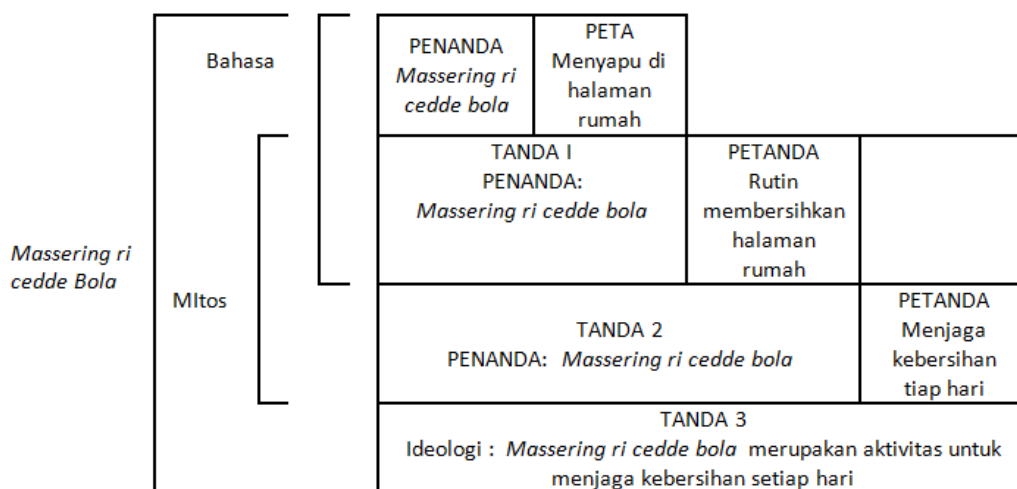 Bahasa
PENANDA
Massering ri
cedde bola
PETA
Menyapu di
halaman
rumah
TANDA I
PENANDA:
Massering ri cedde bola
PETANDA
Rutin
membersihkan
halaman
rumah
Massering ri
cedde Bola
MItos
TANDA 2
PENANDA: Massering ri cedde bola
PETANDA
Menjaga
kebersihan
tiap hari
TANDA 3
Ideologi : Massering ri cedde bola merupakan aktivitas untuk
menjaga kebersihan setiap hari